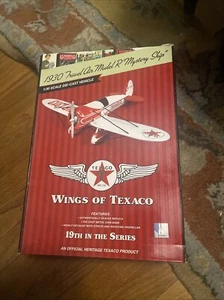 1930 Travel Air Model R "Mystery Ship"
1:30 SCALE DIE CAST VEHICLE
TEXACO
WINGS OF TEXACO
FEATURES
19TH IN THE SERIES
AN OFFICIAL HERITAGE TEXACO PRODUCT